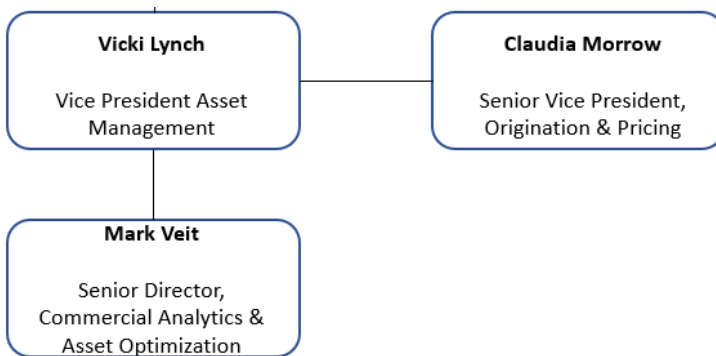 Vicki Lynch
Vice President Asset
Management
Claudia Morrow
Senior Vice President,
Origination & Pricing
Mark Veit
Senior Director,
Commercial Analytics &
Asset Optimization